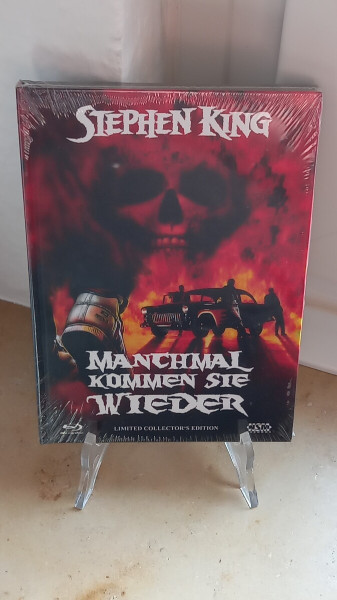 STEPHEN KING
MANCHMAL
KOMMEN SIE
WIEDER
LIMITED COLLECTOR'S EDITION